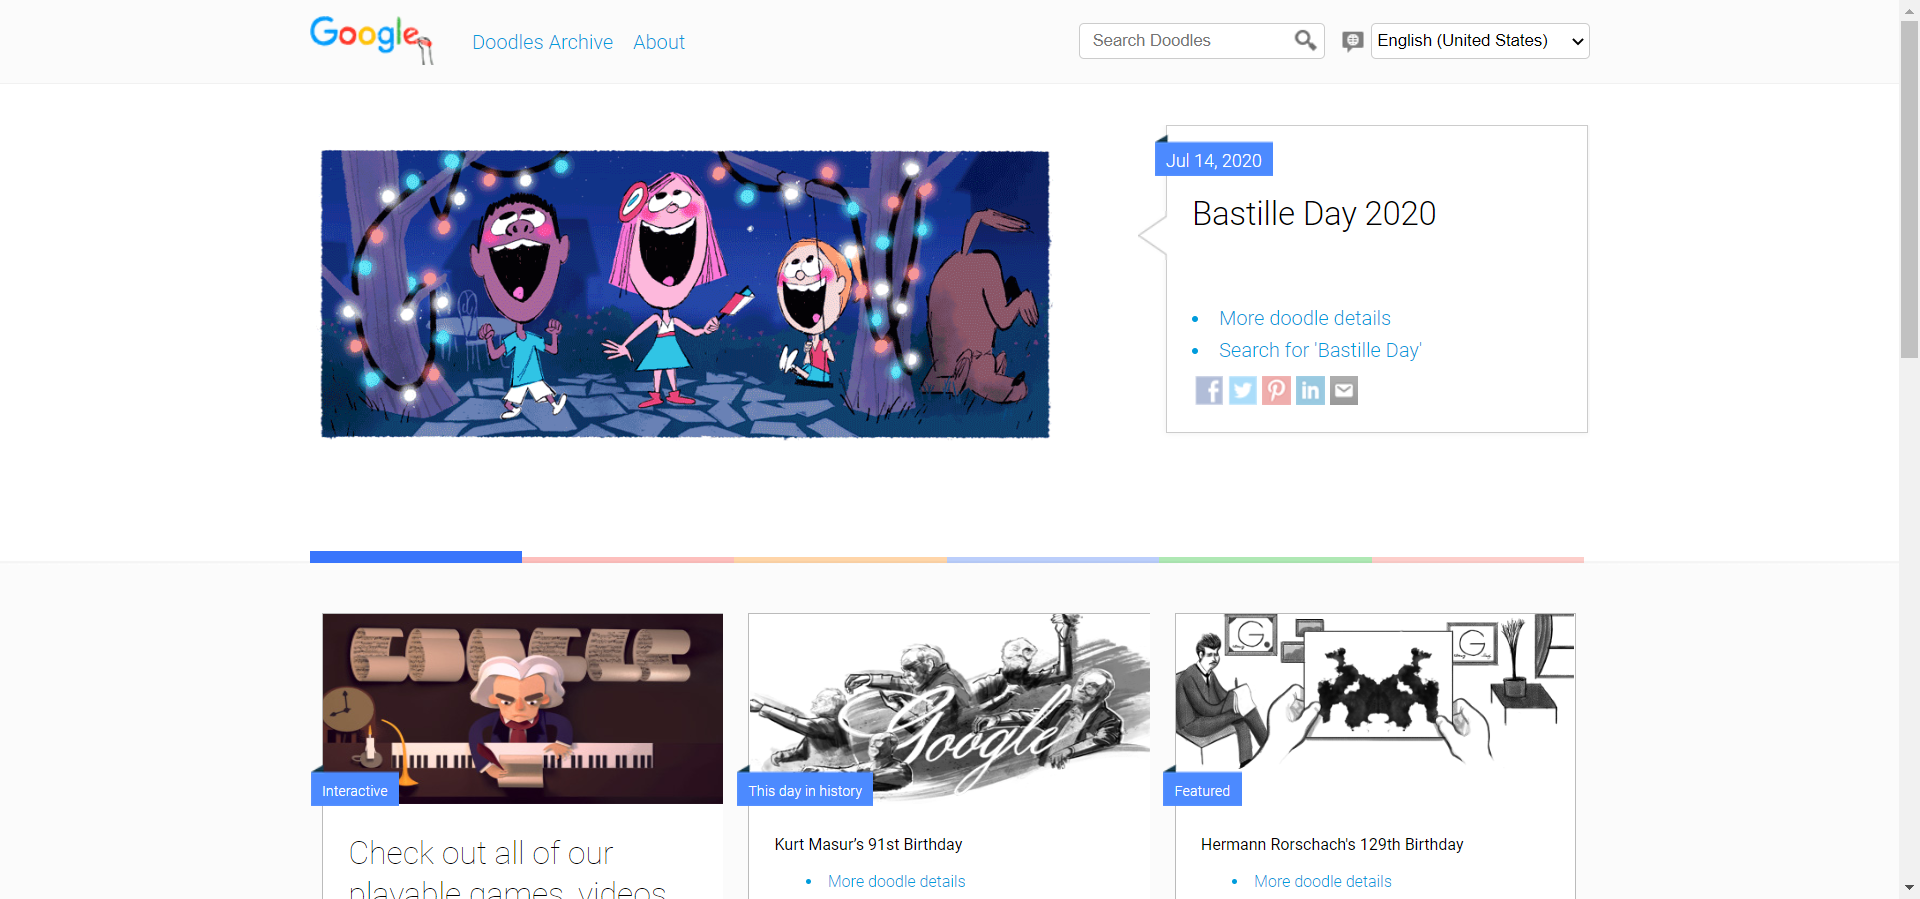 Google
Doodles Archive
About
Search Doodles
English (United States)
Jul 14, 2020
Bastille Day 2020
More doodle details
Search for 'Bastille Day'
GOOGLE
Interactive
Check out all of our
playable games, videos
Google
This day in history
Kurt Masur's 91st Birthday
More doodle details
G
G
Featured
Hermann Rorschach's 129th Birthday
More doodle details